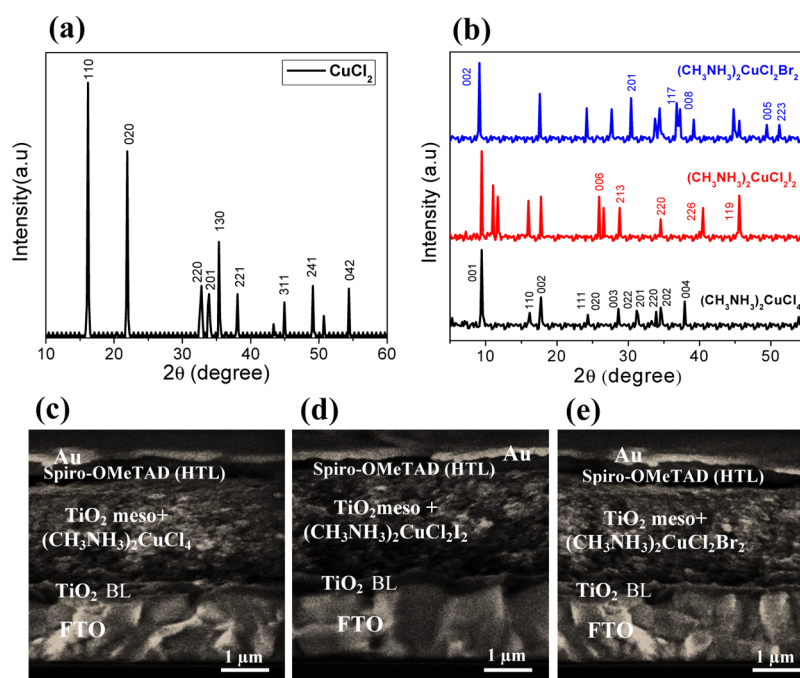 (a)
CuCl₂
110
020
220
201
130
221
311
241
042
Intensity(a.u)
10 20 30 40 50 60
2θ (degree)
(b)
(CH₃NH₃)₂CuCl₂Br₂
002
201
117
008
005
223
(CH₃NH₃)₂CuCl₂I₂
006
213
220
226
119
(CH₃NH₃)₂CuCl₄
001
110
002
111
020
003
022
201
220
202
004
Intensity (a.u)
10 20 30 40 50
2θ (degree)
(c)
Au
Spiro-OMeTAD (HTL)
TiO₂ meso+
(CH₃NH₃)₂CuCl₄
TiO₂ BL
FTO
1 µm
(d)
Au
Spiro-OMeTAD (HTL)
TiO₂meso +
(CH₃NH₃)₂CuCl₂I₂
TiO₂ BL
FTO
1 µm
(e)
Au
Spiro-OMeTAD (HTL)
TiO₂ meso+
(CH₃NH₃)₂CuCl₂Br₂
TiO₂ BL
FTO
1 µm